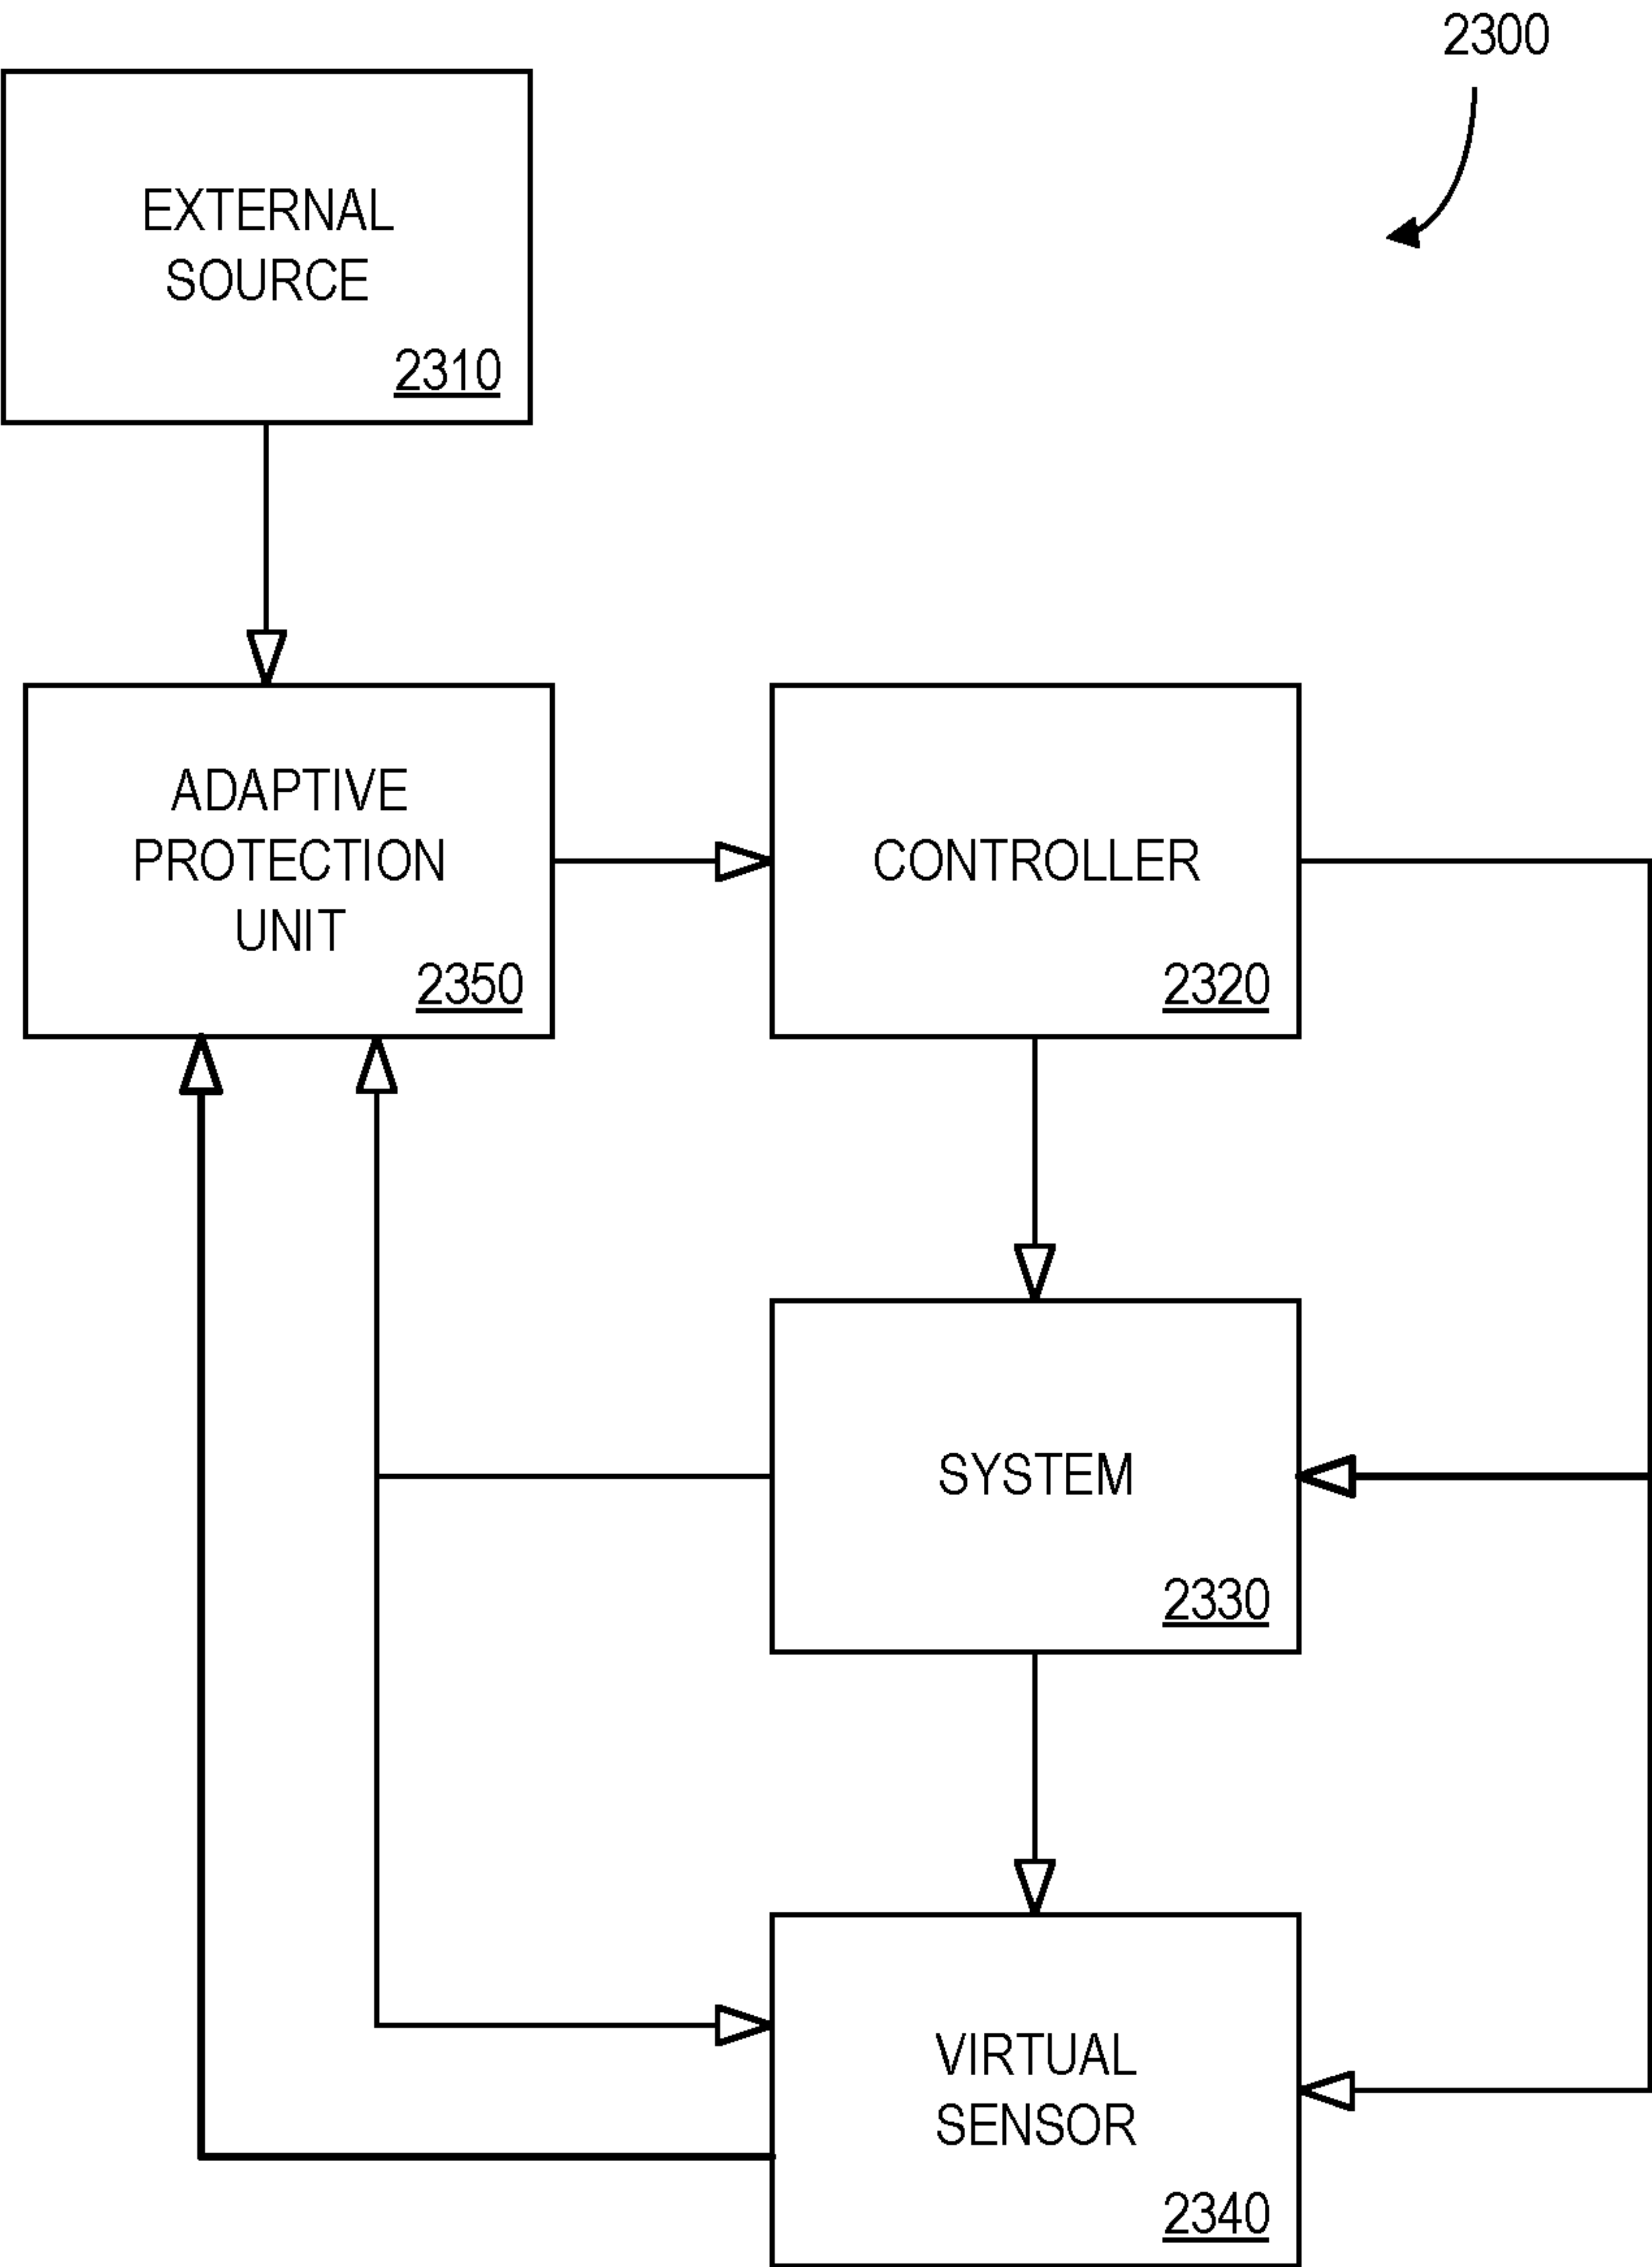 2300
EXTERNAL
SOURCE
2310
ADAPTIVE
PROTECTION
UNIT
2350
CONTROLLER
2320
SYSTEM
2330
VIRTUAL
SENSOR
2340